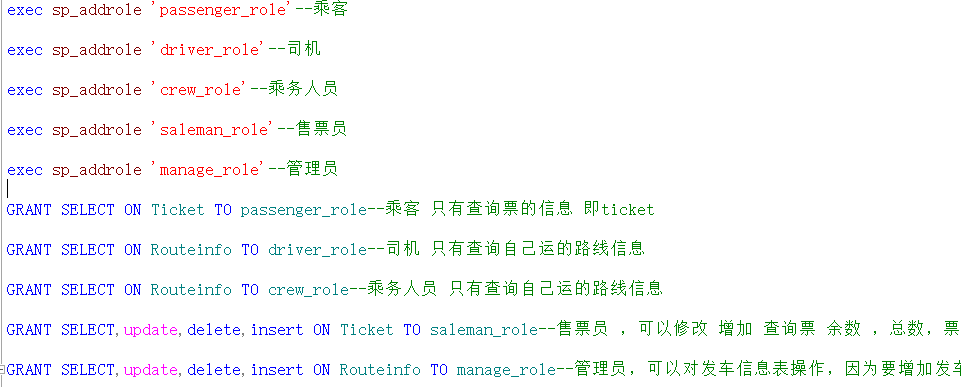 exec sp_addrole 'passenger_role'--乘客
exec sp_addrole 'driver_role'--司机
exec sp_addrole 'crew_role'--乘务人员
exec sp_addrole 'saleman_role'--售票员
exec sp_addrole 'manage_role'--管理员
GRANT SELECT ON Ticket TO passenger_role--乘客 只有查询票的信息 即ticket
GRANT SELECT ON Routeinfo TO driver_role--司机 只有查询自己运的路线信息
GRANT SELECT ON Routeinfo TO crew_role--乘务人员 只有查询自己运的路线信息
GRANT SELECT,update,delete,insert ON Ticket TO saleman_role--售票员 ,可以修改 增加 查询票 余数 ,总数,票
GRANT SELECT,update,delete,insert ON Routeinfo TO manage_role--管理员,可以对发车信息表操作,因为要增加发车